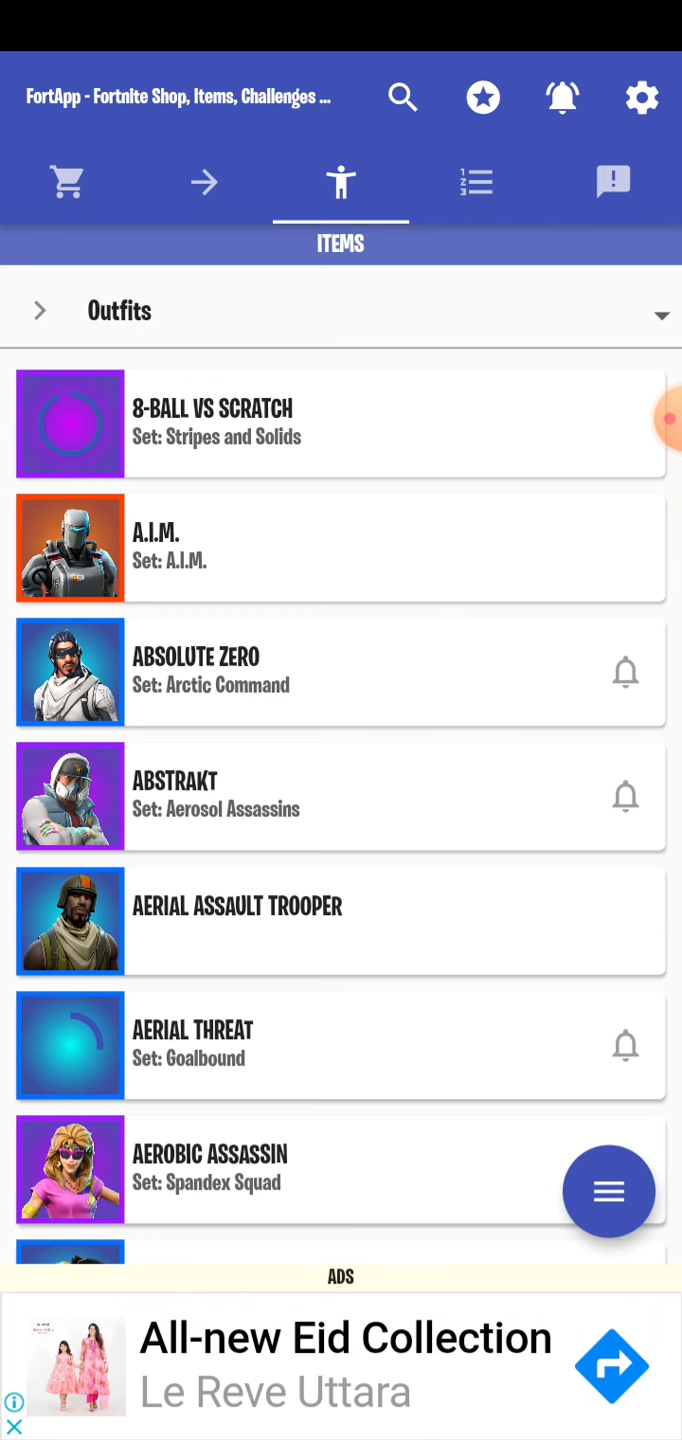 FortApp - Fortnite Shop, Items, Challenges ...
ITEMS
Outfits
8-BALL VS SCRATCH
Set: Stripes and Solids
A.I.M.
Set: A.I.M.
ABSOLUTE ZERO
Set: Arctic Command
ABSTRAKT
Set: Aerosol Assassins
AERIAL ASSAULT TROOPER
AERIAL THREAT
Set: Goalbound
AEROBIC ASSASSIN
Set: Spandex Squad
ADS
All-new Eid Collection
Le Reve Uttara